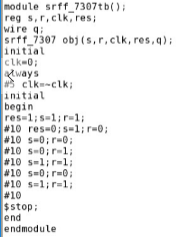 module srff_7307tb();
reg s,r,clk,res;
wire q;
srff_7307 obj(s,r,clk,res,q);
initial
clk=0;
always
#5 clk=~clk;
initial
begin
res=1;s=1;r=1;
#10 res=0;s=1;r=0;
#10 s=0;r=0;
#10 s=0;r=1;
#10 s=1;r=1;
#10 s=0;r=0;
#10 s=1;r=1;
#10
$stop;
end
endmodule